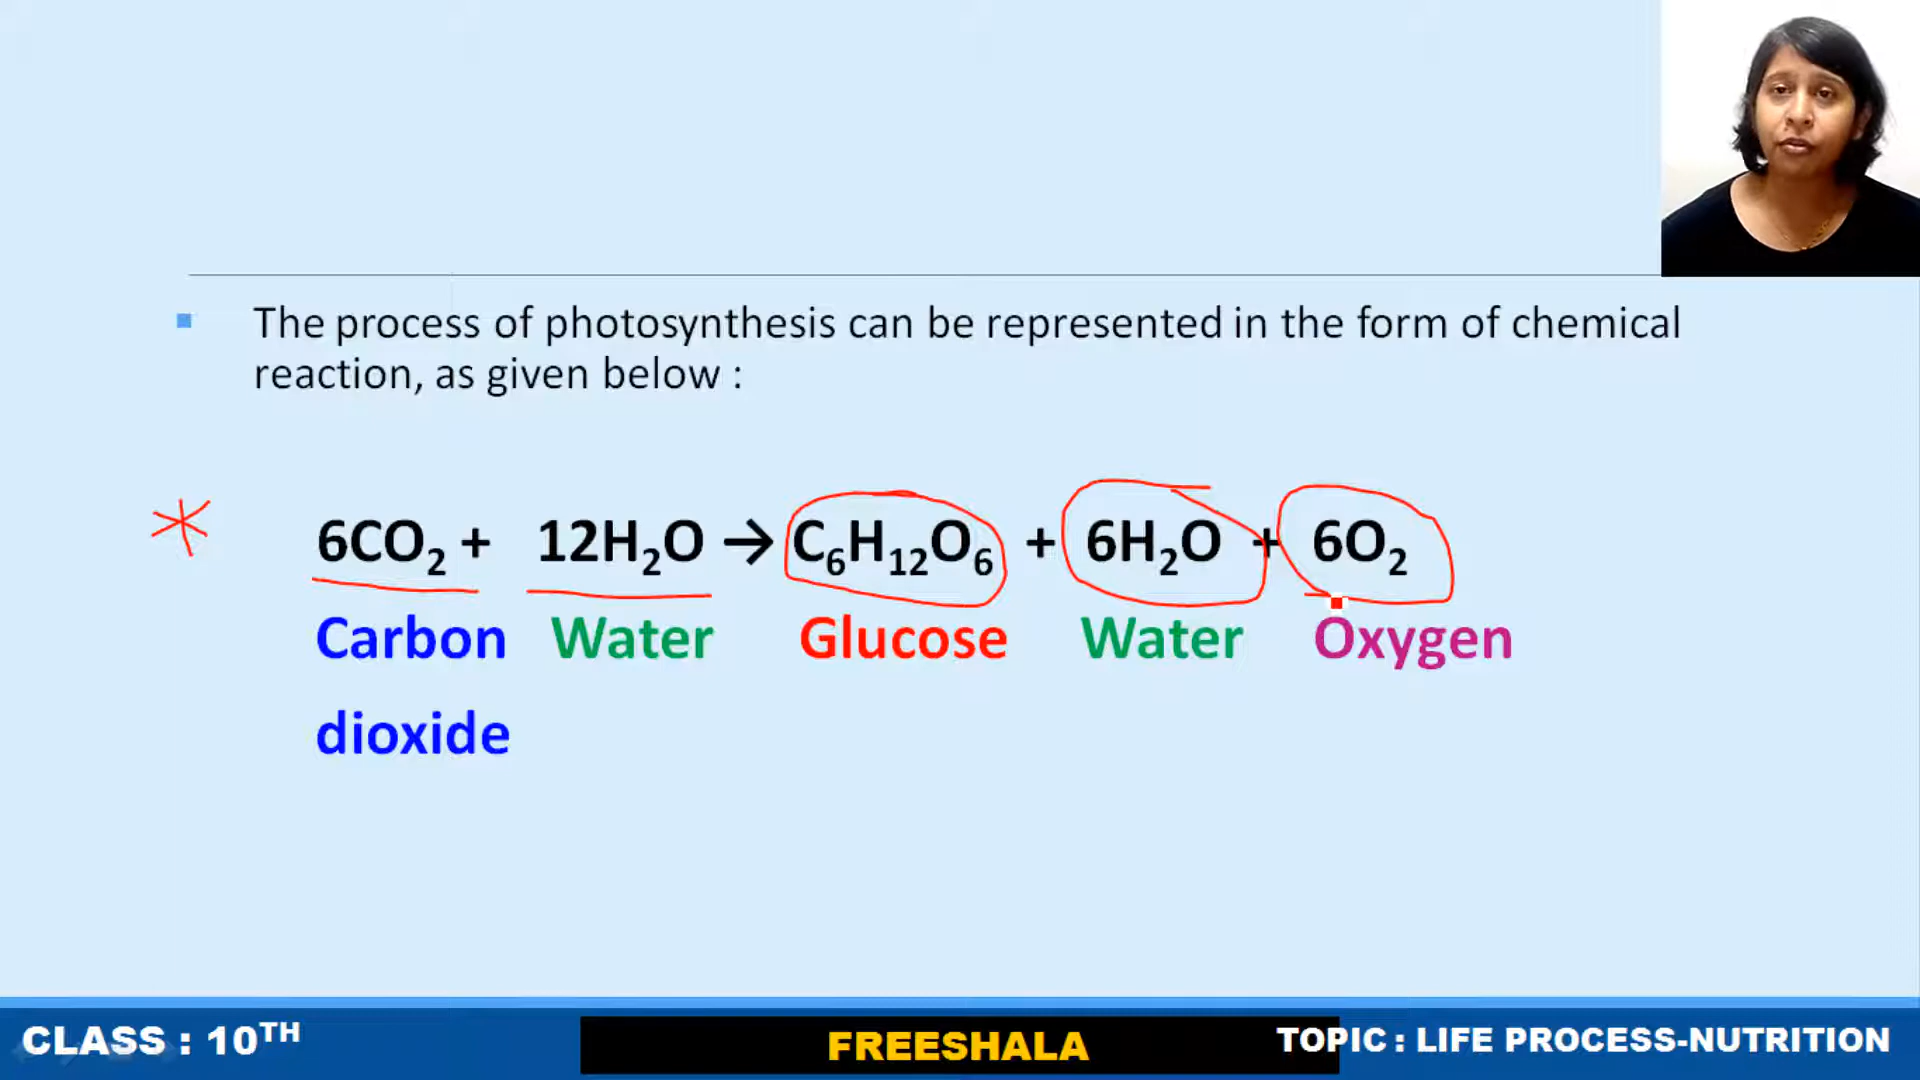 The process of photosynthesis can be represented in the form of chemical
reaction, as given below :
* 6CO₂ + 12H₂O → C₆H₁₂O₆ + 6H₂O + 6O₂
Carbon Water Glucose Water Oxygen
dioxide
CLASS : 10TH FREESHALA TOPIC : LIFE PROCESS-NUTRITION